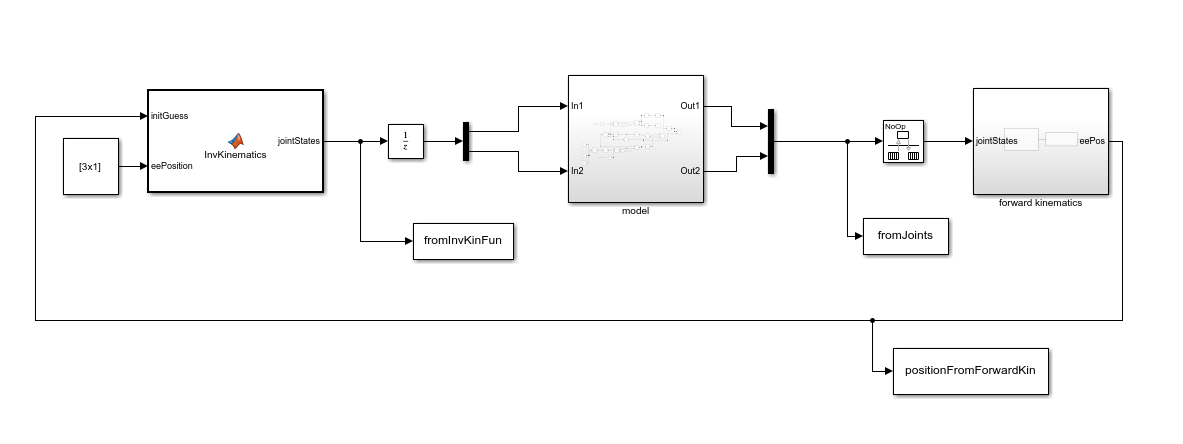 initGuess
[3x1]
eePosition
InvKinematics
jointStates
1
z
In1
In2
Out1
Out2
model
NoOp
jointStates
eePos
forward kinematics
fromInvKinFun
fromJoints
positionFromForwardKin